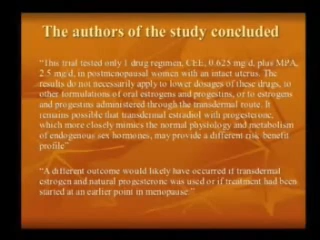 The authors of the study concluded
"This trial tested only 1 drug regimen, CEE, 0.625 mg/d, plus MPA,
2.5 mg/d, in postmenopausal women with an intact uterus. The
results do not necessarily apply to lower dosages of these drugs, to
other formulations of oral estrogens and progestins, or to estrogens
and progestins administered through the transdermal route. It
remains possible that transdermal estradiol with progesterone,
which more closely mimics the normal physiology and metabolism
of endogenous sex hormones, may provide a different risk benefit
profile"
"A different outcome would likely have occurred if transdermal
estrogen and natural progesterone was used or if treatment had been
started at an earlier point in menopause"